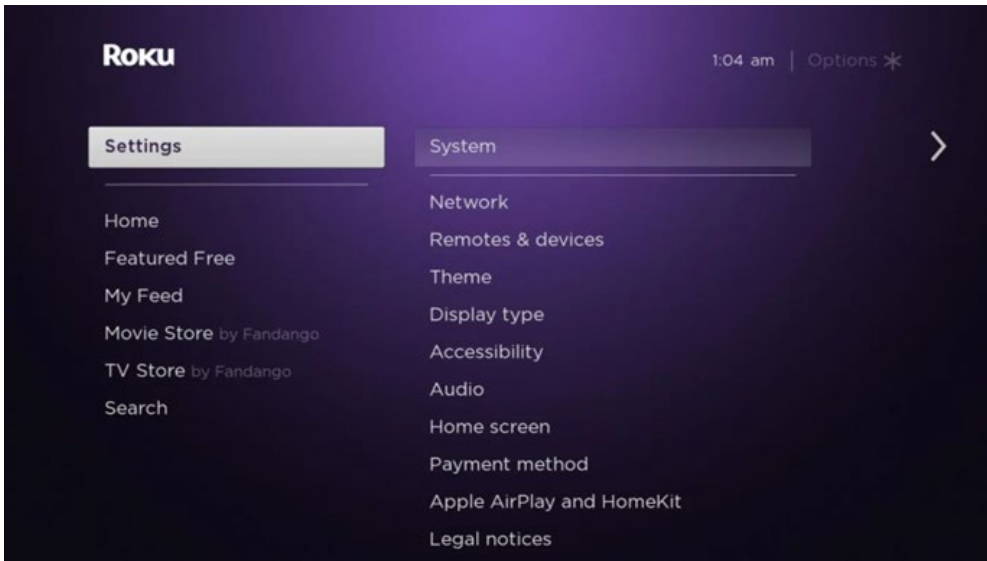 Roku
1:04 am | Options
Settings
Home
Featured Free
My Feed
Movie Store by Fandango
TV Store by Fandango
Search
System
Network
Remotes & devices
Theme
Display type
Accessibility
Audio
Home screen
Payment method
Apple AirPlay and HomeKit
Legal notices